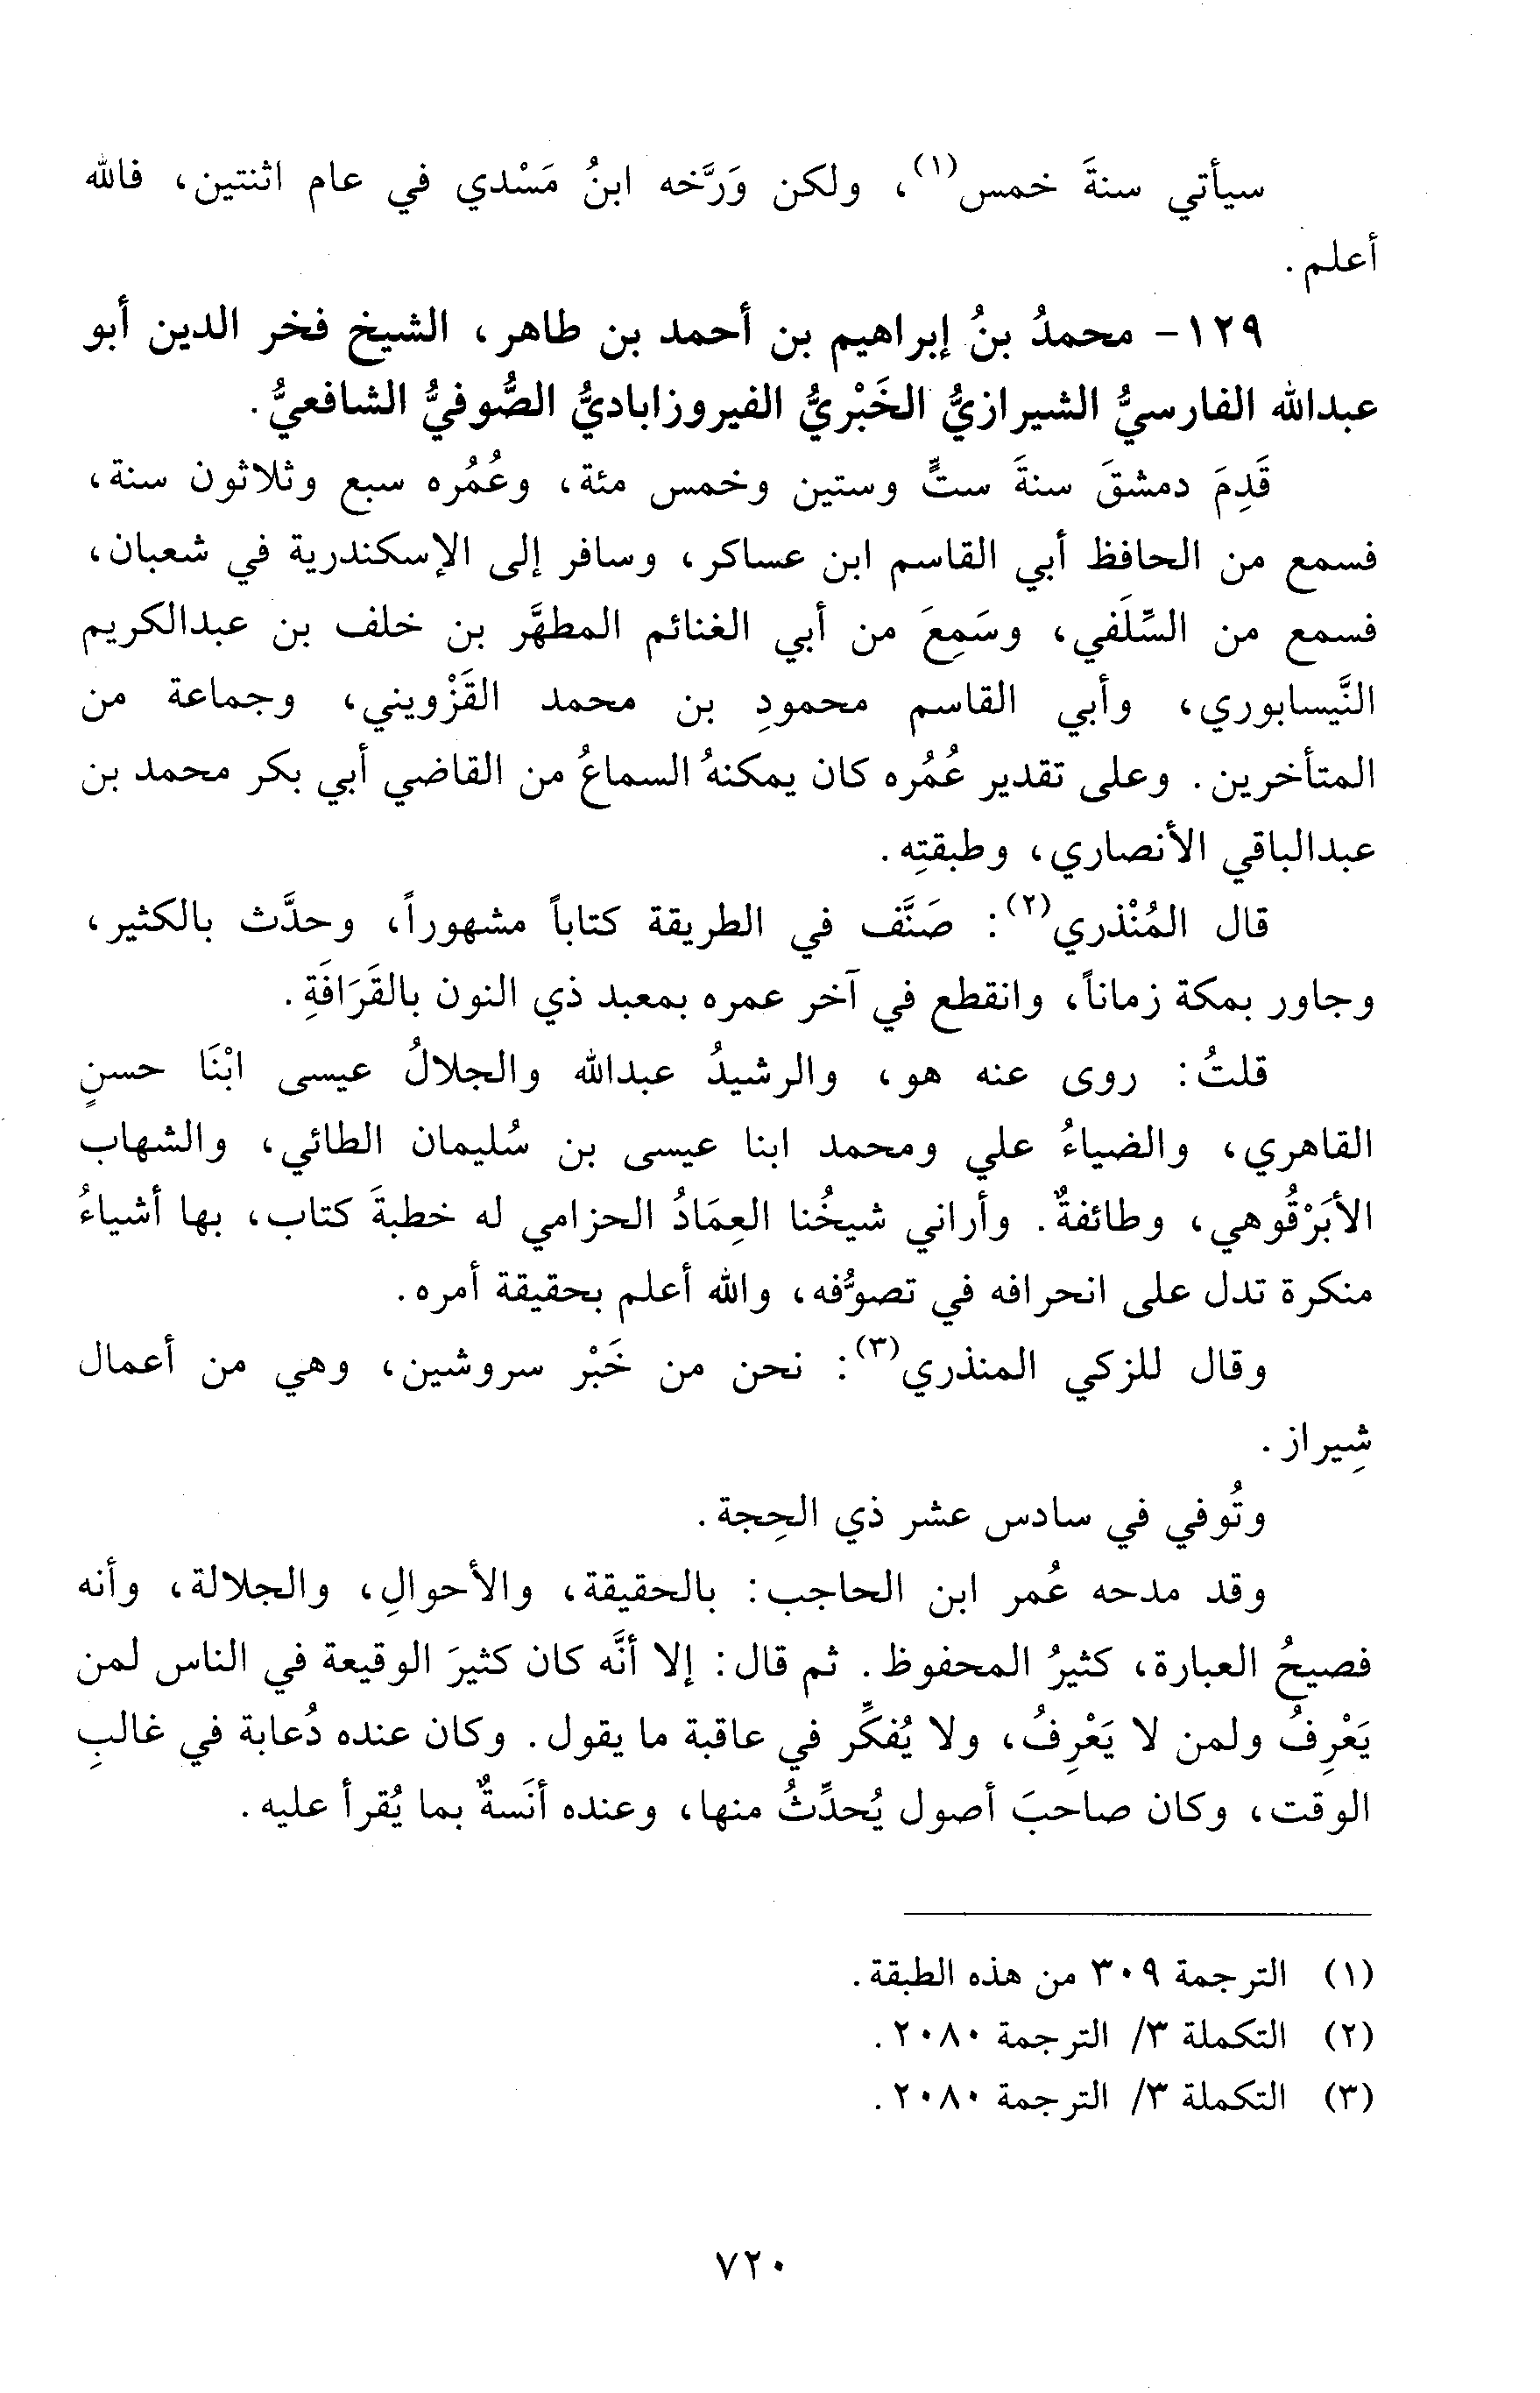 سيأتي سنةَ خمس(١)، ولكن وَرَّخه ابنُ مَسْدي في عام اثنتين، فالله
أعلم.
١٢٩- محمدُ بنُ إبراهيم بن أحمد بن طاهر، الشيخ فخر الدين أبو
عبدالله الفارسيُّ الشيرازيُّ الخَبْريُّ الفيروزاباديُّ الصُّوفيُّ الشافعيُّ.
قَدِمَ دمشقَ سنةَ ستٍّ وستين وخمس مئة، وعُمُره سبع وثلاثون سنة،
فسمع من الحافظ أبي القاسم ابن عساكر، وسافر إلى الإسكندرية في شعبان،
فسمع من السِّلَفي، وسَمِعَ من أبي الغنائم المطهَّر بن خلف بن عبدالكريم
النَّيسابوري، وأبي القاسم محمودِ بن محمد القَزْويني، وجماعة من
المتأخرين. وعلى تقدير عُمُره كان يمكنهُ السماعُ من القاضي أبي بكر محمد بن
عبدالباقي الأنصاري، وطبقتِه.
قال المُنْذري(٢): صَنَّف في الطريقة كتاباً مشهوراً، وحدَّث بالكثير،
وجاور بمكة زماناً، وانقطع في آخر عمره بمعبد ذي النون بالقَرَافَةِ.
قلتُ: روى عنه هو، والرشيدُ عبدالله والجلالُ عيسى ابْنَا حسنٍ
القاهري، والضياءُ علي ومحمد ابنا عيسى بن سُليمان الطائي، والشهاب
الأبَرْقُوهي، وطائفةٌ. وأراني شيخُنا العِمَادُ الحزامي له خطبةَ كتاب، بها أشياءُ
منكرة تدل على انحرافه في تصوُّفه، والله أعلم بحقيقة أمره.
وقال للزكي المنذري(٣): نحن من خَبْر سروشين، وهي من أعمال
شِيراز.
وتُوفي في سادس عشر ذي الحِجة.
وقد مدحه عُمر ابن الحاجب: بالحقيقة، والأحوالِ، والجلالة، وأنه
فصيحُ العبارة، كثيرُ المحفوظ. ثم قال: إلا أنَّه كان كثيرَ الوقيعة في الناس لمن
يَعْرِفُ ولمن لا يَعْرِفُ، ولا يُفكِّر في عاقبة ما يقول. وكان عنده دُعابة في غالبِ
الوقت، وكان صاحبَ أصول يُحدِّثُ منها، وعنده أنَسةٌ بما يُقرأ عليه.
(١) الترجمة ٣٠٩ من هذه الطبقة.
(٢) التكملة ٣/ الترجمة ٢٠٨٠.
(٣) التكملة ٣/ الترجمة ٢٠٨٠.
٧٢٠